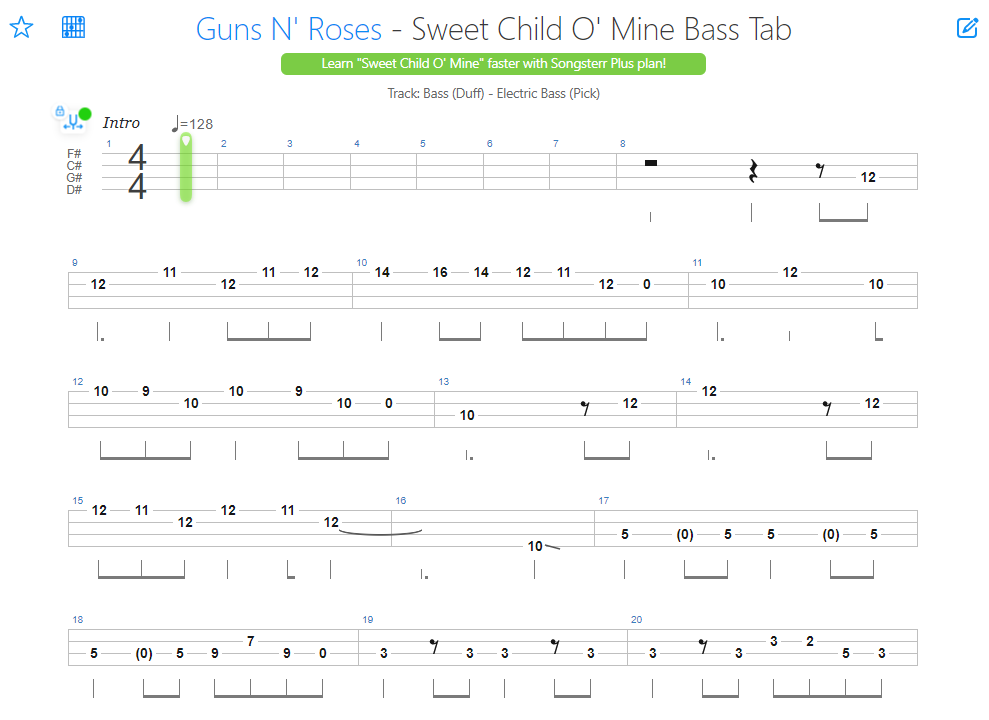 Guns N' Roses - Sweet Child O' Mine Bass Tab
Learn "Sweet Child O' Mine" faster with Songsterr Plus plan!
Track: Bass (Duff) - Electric Bass (Pick)
Intro ♩=128
1 2 3 4 5 6 7 8
F#
C#
G#
D#
4
4
12
9 10 11
11 11 12 14 16 14 12 11 12
12 12 12 0 10 10
12 13 14
10 9 10 9 12
10 10 0 12 12
10
15 16 17
12 11 12 11
12 12
5 (0) 5 5 (0) 5
10
18 19 20
7 3 2
5 (0) 5 9 9 0 3 3 3 3 3 3 5 3